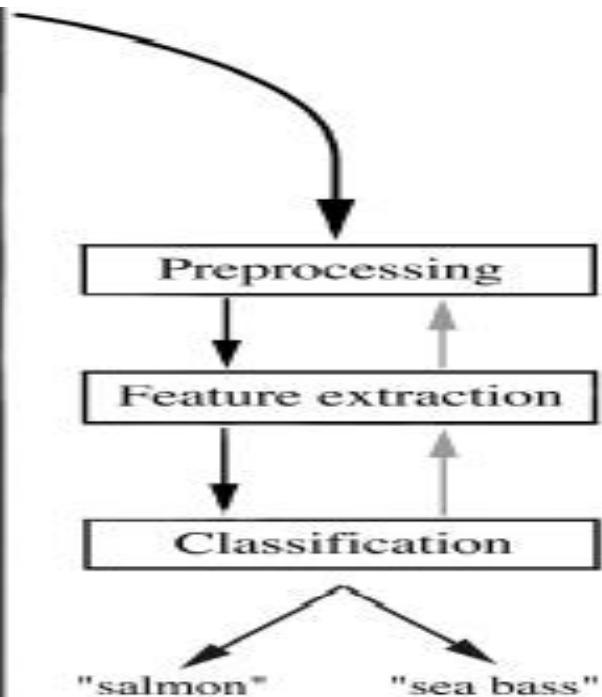 Preprocessing
Feature extraction
Classification
"salmon" "sea bass"